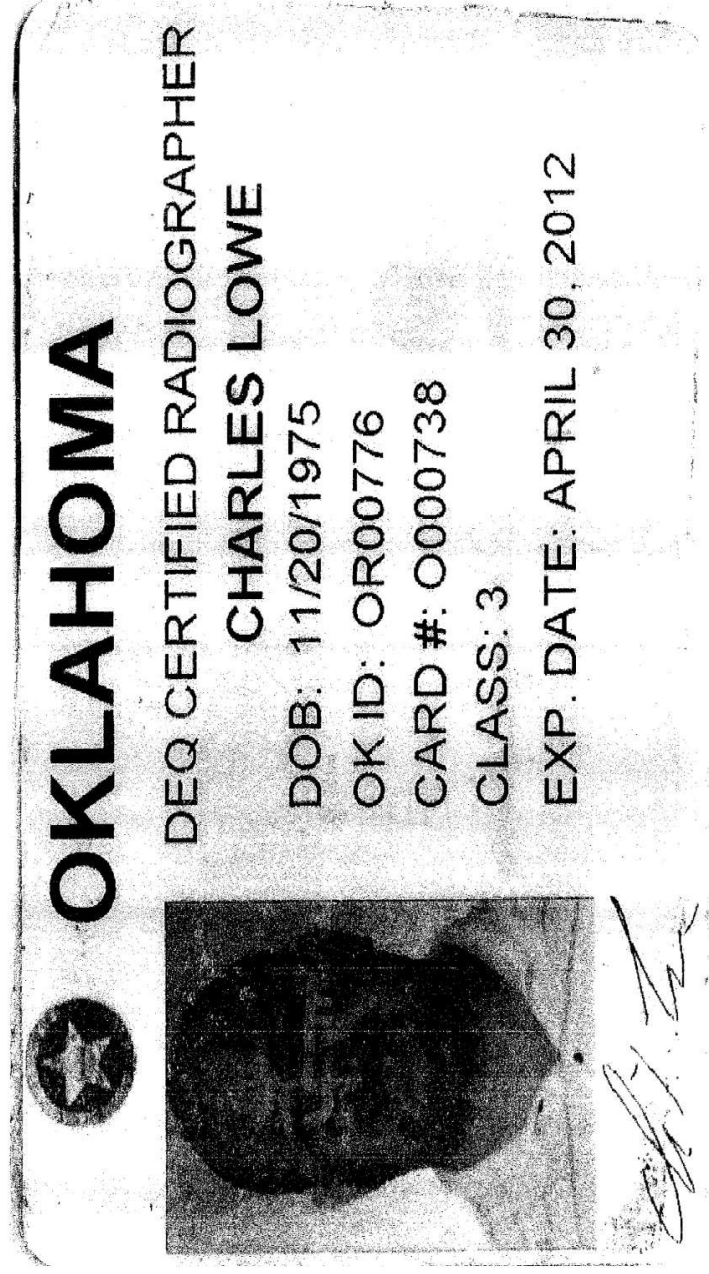 OKLAHOMA
DEQ CERTIFIED RADIOGRAPHER
CHARLES LOWE
DOB: 11/20/1975
OK ID: OR00776
CARD #: O000738
CLASS: 3
EXP. DATE: APRIL 30, 2012